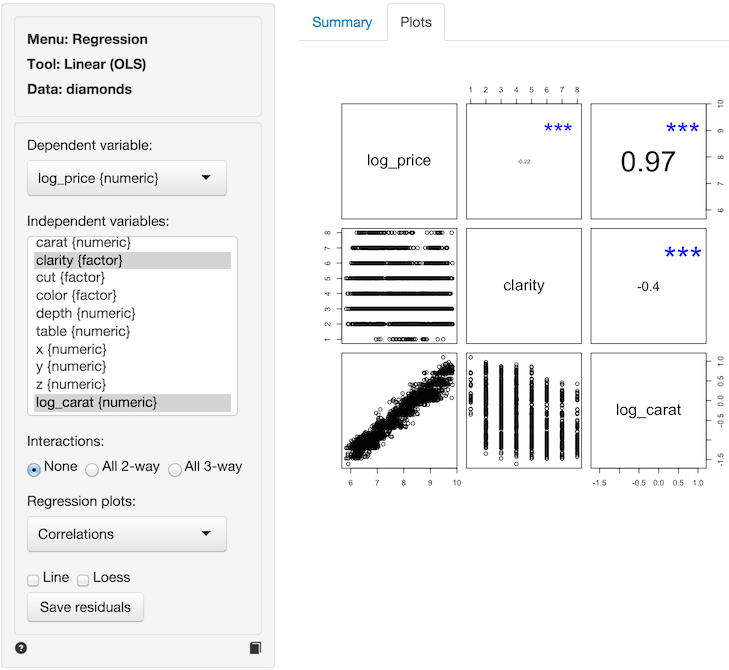 Menu: Regression
Tool: Linear (OLS)
Data: diamonds
Dependent variable:
log_price {numeric}
Independent variables:
carat {numeric}
clarity {factor}
cut {factor}
color {factor}
depth {numeric}
table {numeric}
x {numeric}
y {numeric}
z {numeric}
log_carat {numeric}
Interactions:
None All 2-way All 3-way
Regression plots:
Correlations
Line Loess
Save residuals
?
Summary Plots
1 2 3 4 5 6 7 8
log_price
***
-0.22
***
0.97
6 7 8 9 10
1 2 3 4 5 6 7 8
clarity
***
-0.4
log_carat
-1.5 -0.5 0.0 0.5 1.0
6 7 8 9 10
-1.5 -0.5 0.0 0.5 1.0